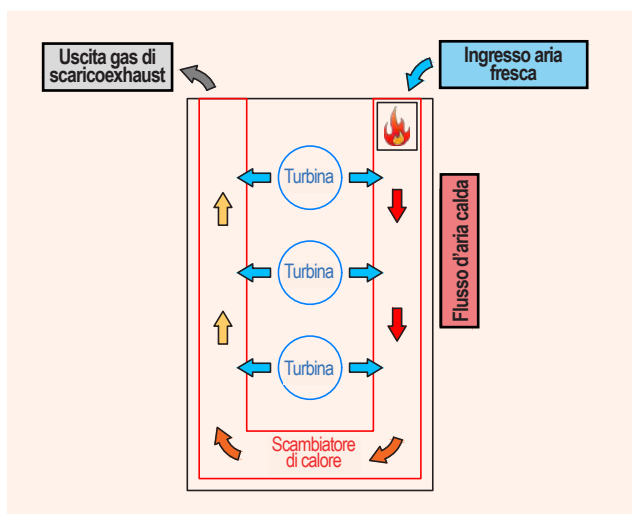 Uscita gas di
scaricoexhaust
Ingresso aria
fresca
Turbina
Flusso d'aria calda
Turbina
Turbina
Scambiatore
di calore